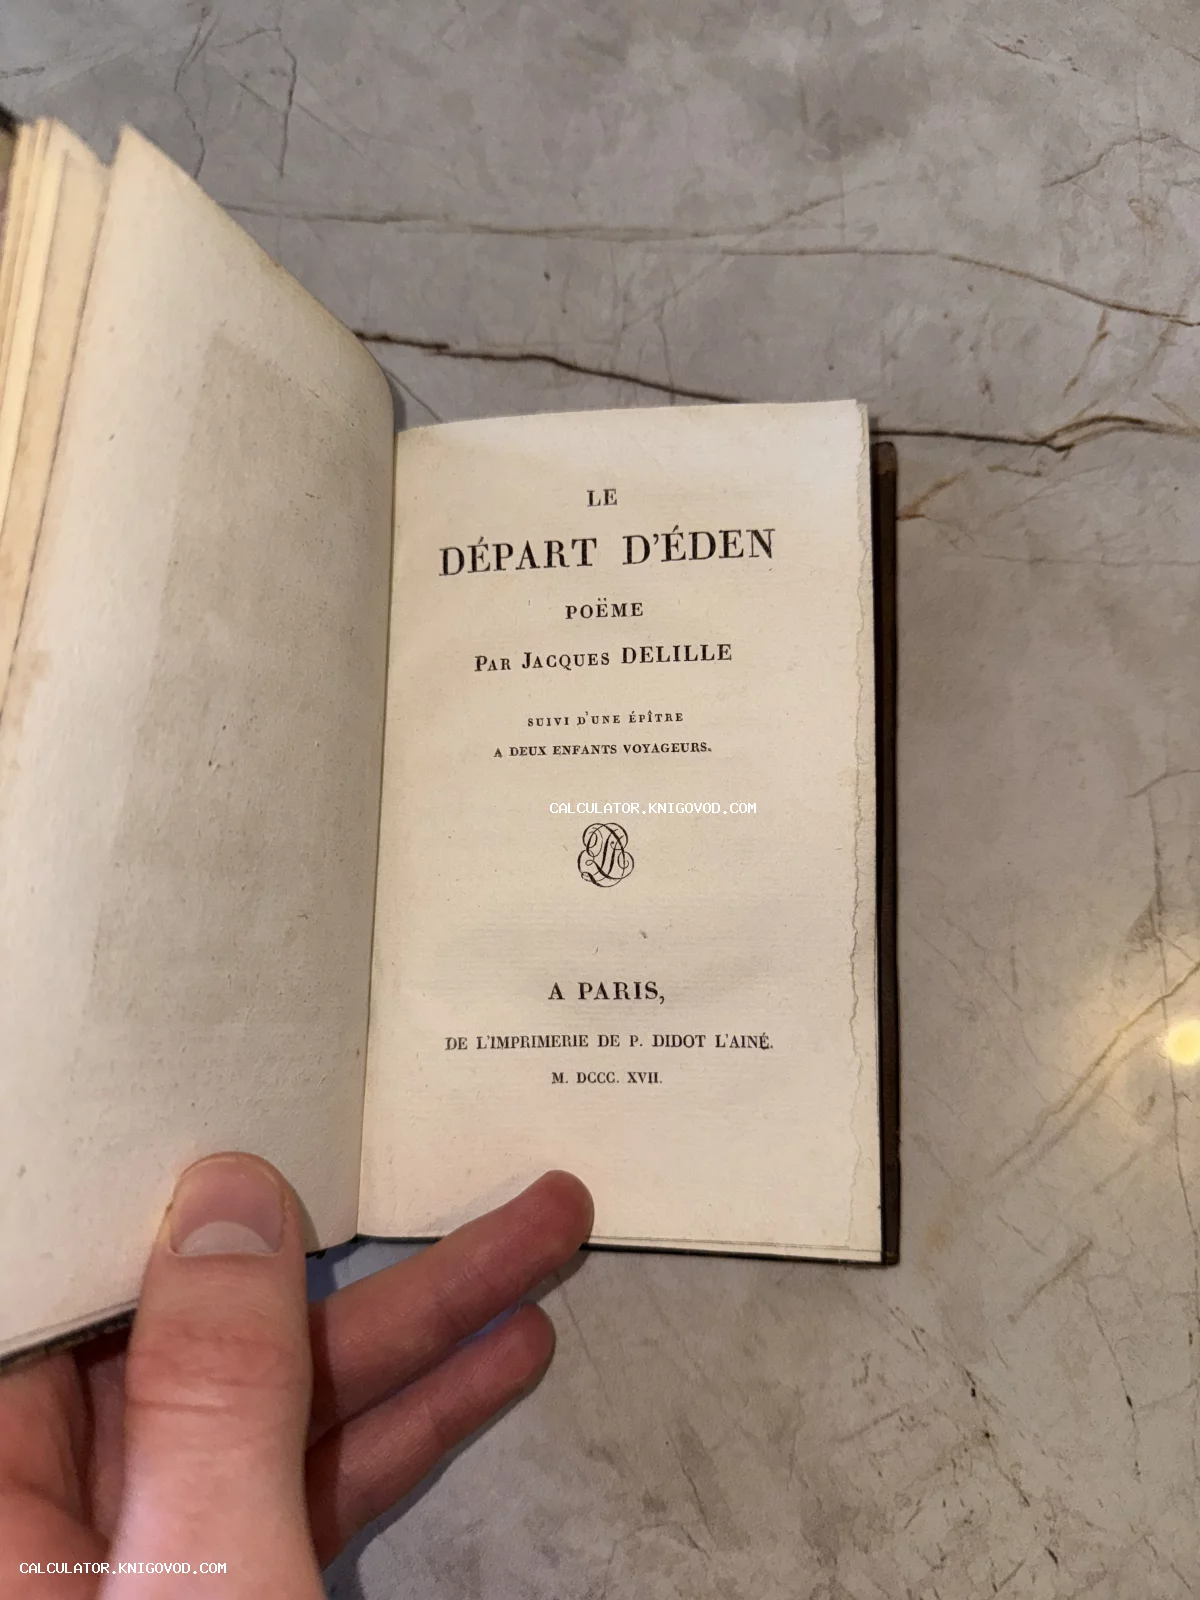 LE
DÉPART D'ÉDEN
POËME
PAR JACQUES DELILLE
SUIVI D'UNE ÉPÎTRE
A DEUX ENFANTS VOYAGEURS.
CALCULATOR.KNIGOVOD.COM
A PARIS,
DE L'IMPRIMERIE DE P. DIDOT L'AINÉ.
M. DCCC. XVII.
CALCULATOR.KNIGOVOD.COM